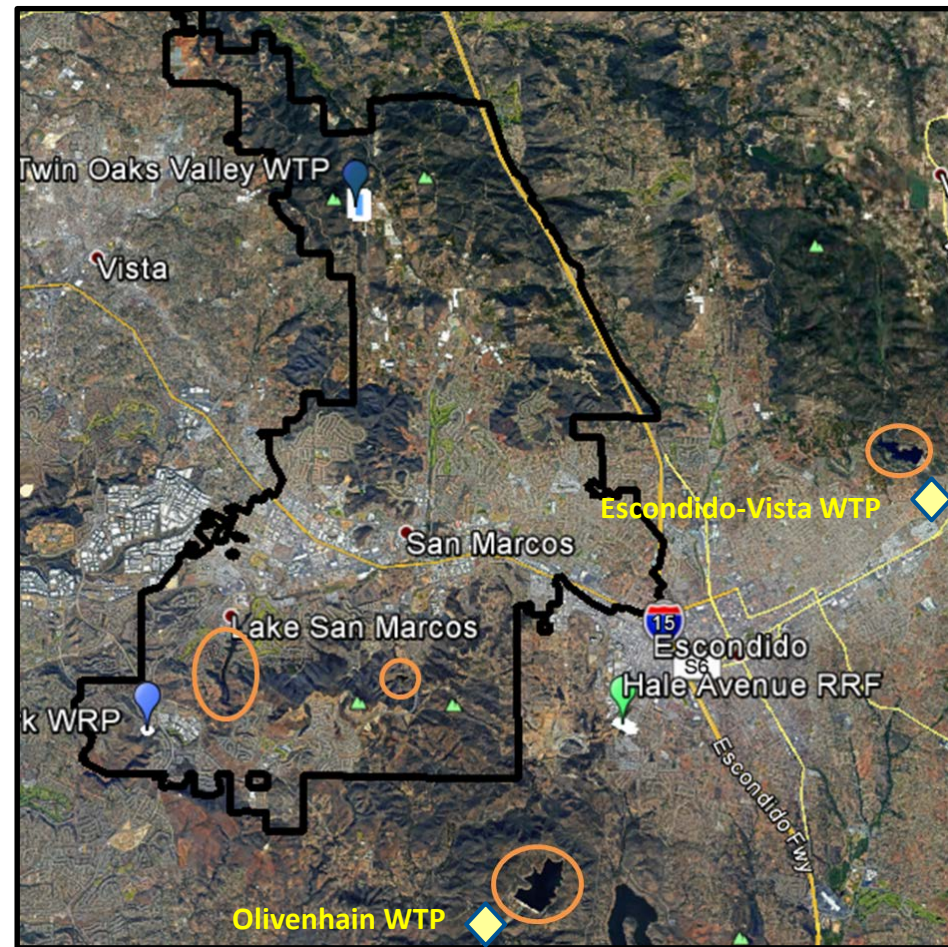 Twin Oaks Valley WTP
Vista
Escondido-Vista WTP
San Marcos
15
Lake San Marcos
Escondido
S6
Hale Avenue RRF
k WRP
Escondido Fwy
Olivenhain WTP